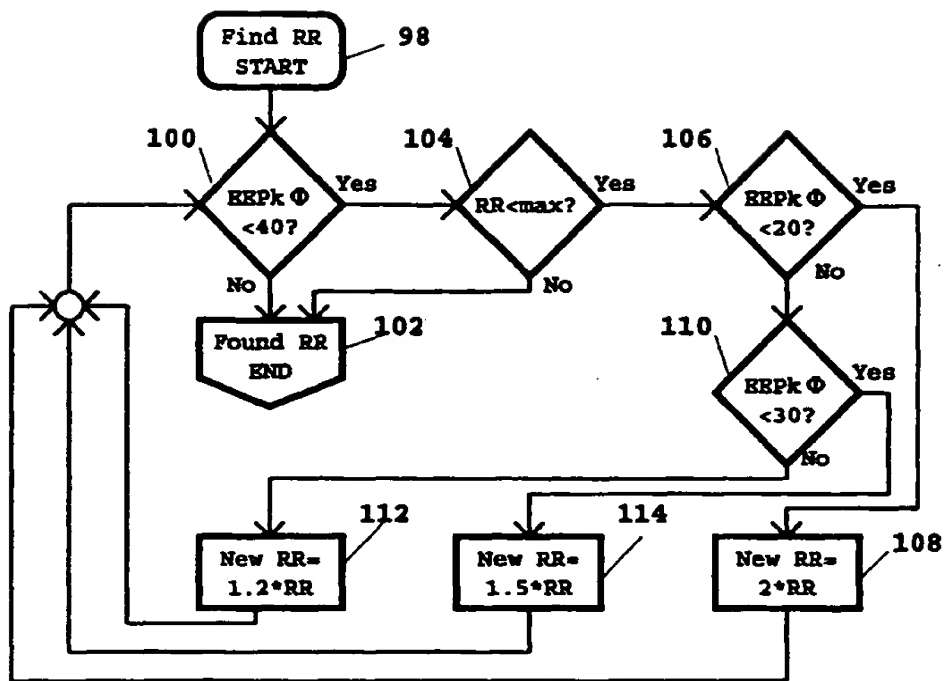 Find RR
START
98
100
EEPk Φ
<40?
Yes
No
104
RR<max?
Yes
No
106
EEPk Φ
<20?
Yes
No
Found RR
END
102
110
EEPk Φ
<30?
Yes
No
112
New RR=
1.2*RR
114
New RR=
1.5*RR
108
New RR=
2*RR